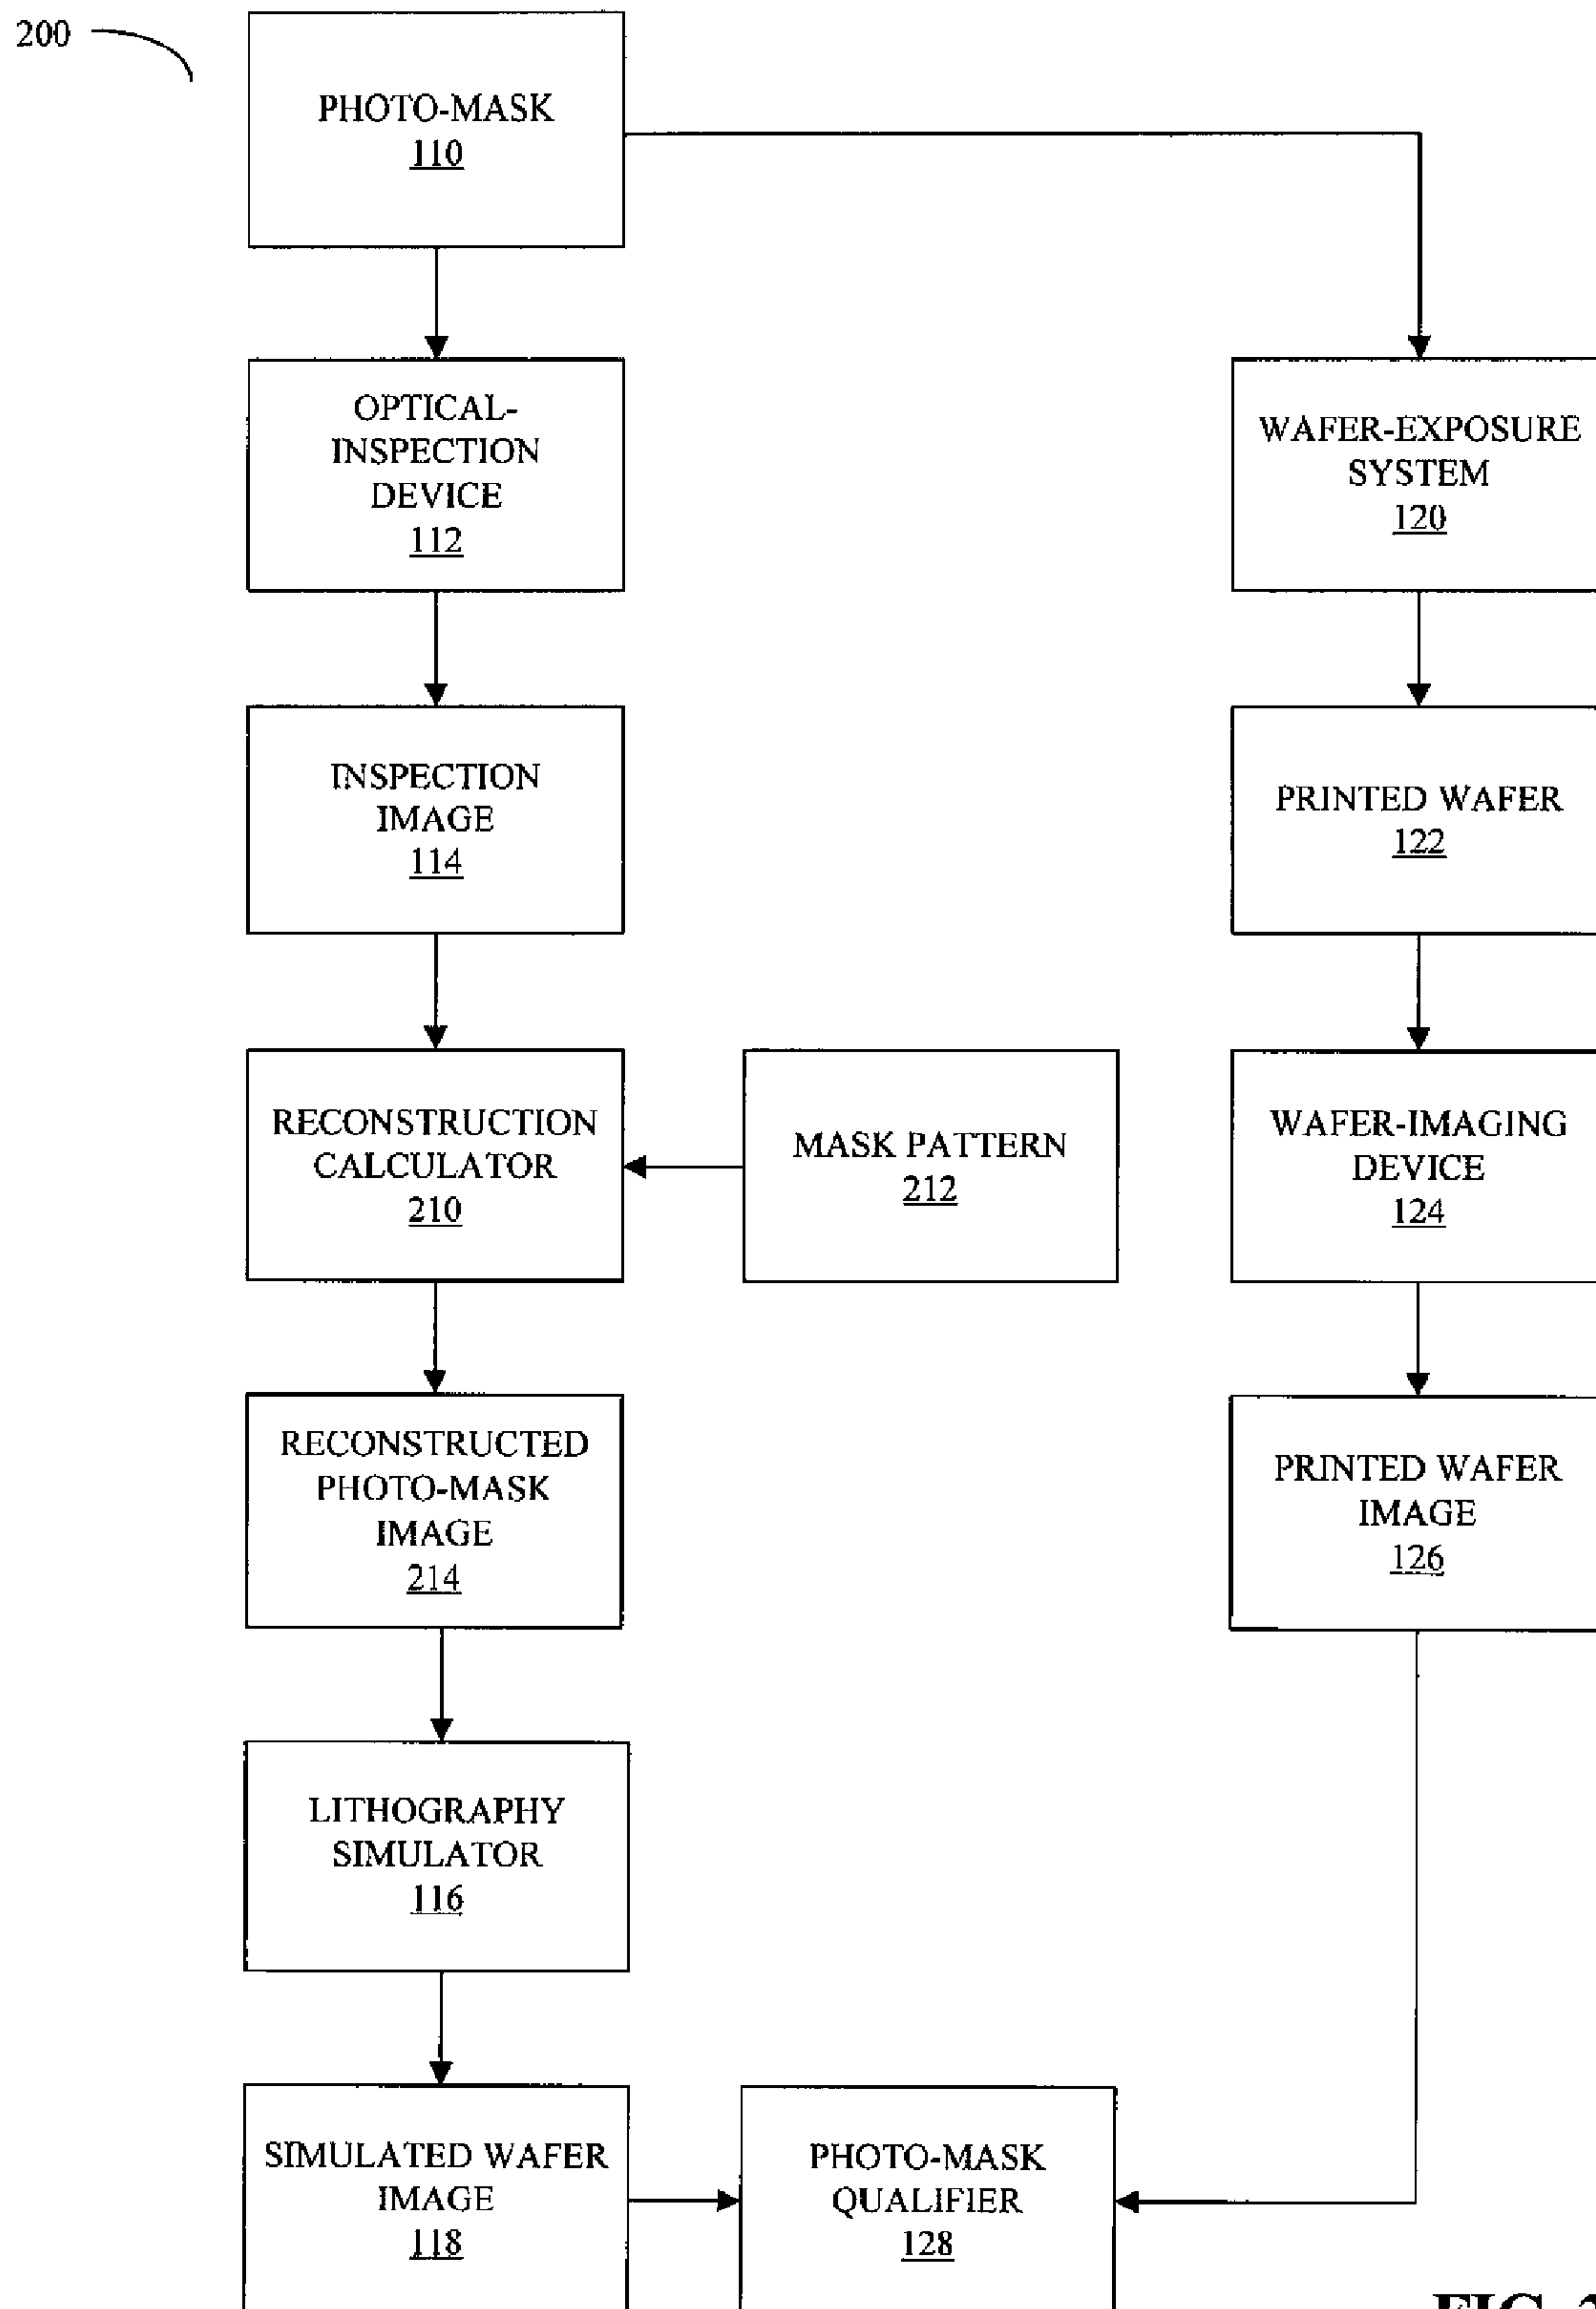 200
PHOTO-MASK
110
OPTICAL-
INSPECTION
DEVICE
112
WAFER-EXPOSURE
SYSTEM
120
INSPECTION
IMAGE
114
PRINTED WAFER
122
RECONSTRUCTION
CALCULATOR
210
MASK PATTERN
212
WAFER-IMAGING
DEVICE
124
RECONSTRUCTED
PHOTO-MASK
IMAGE
214
PRINTED WAFER
IMAGE
126
LITHOGRAPHY
SIMULATOR
116
SIMULATED WAFER
IMAGE
118
PHOTO-MASK
QUALIFIER
128
FIG.